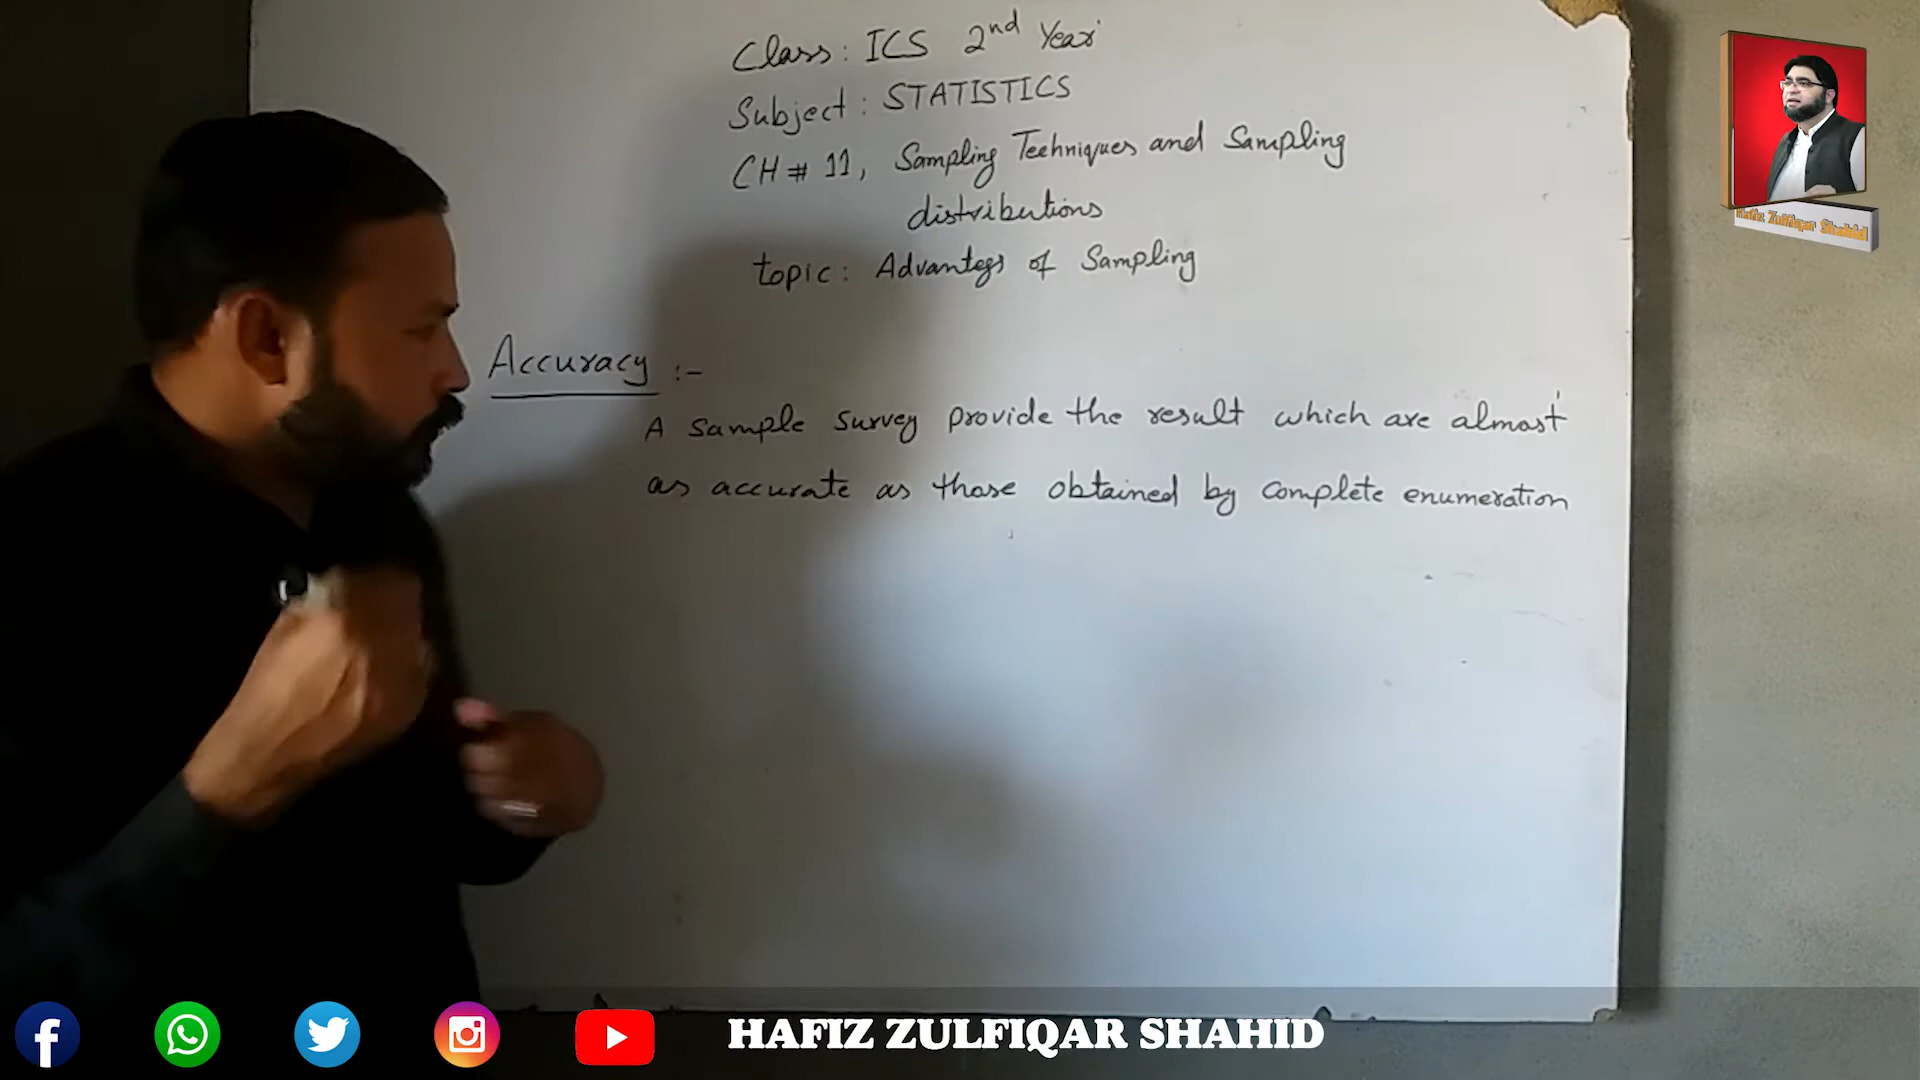 Class: ICS 2nd Year
Subject: STATISTICS
CH # 11, Sampling Techniques and Sampling
distributions
topic: Advantegs of Sampling
Accuracy :-
A sample survey provide the result which are almost
as accurate as those obtained by complete enumeration
Hafiz Zulfiqar Shahid
HAFIZ ZULFIQAR SHAHID